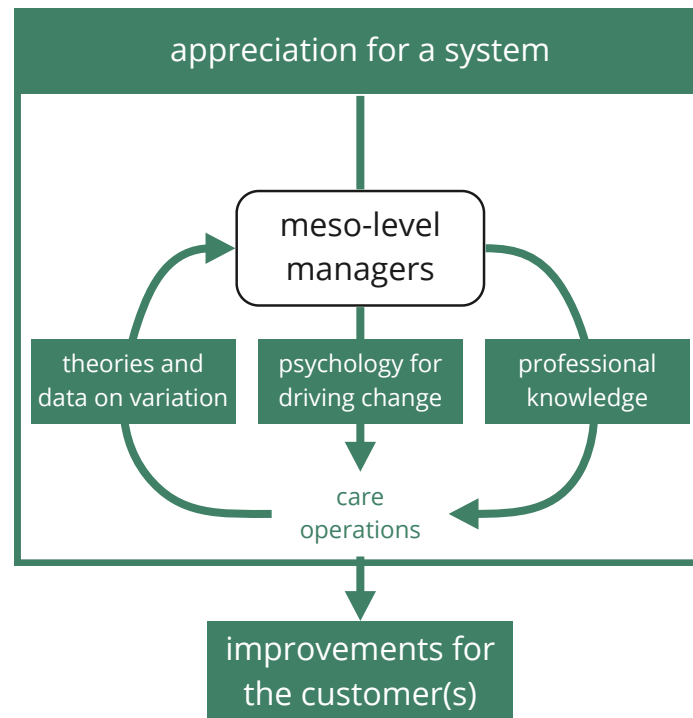 appreciation for a system
meso-level
managers
theories and
data on variation
psychology for
driving change
professional
knowledge
care
operations
improvements for
the customer(s)